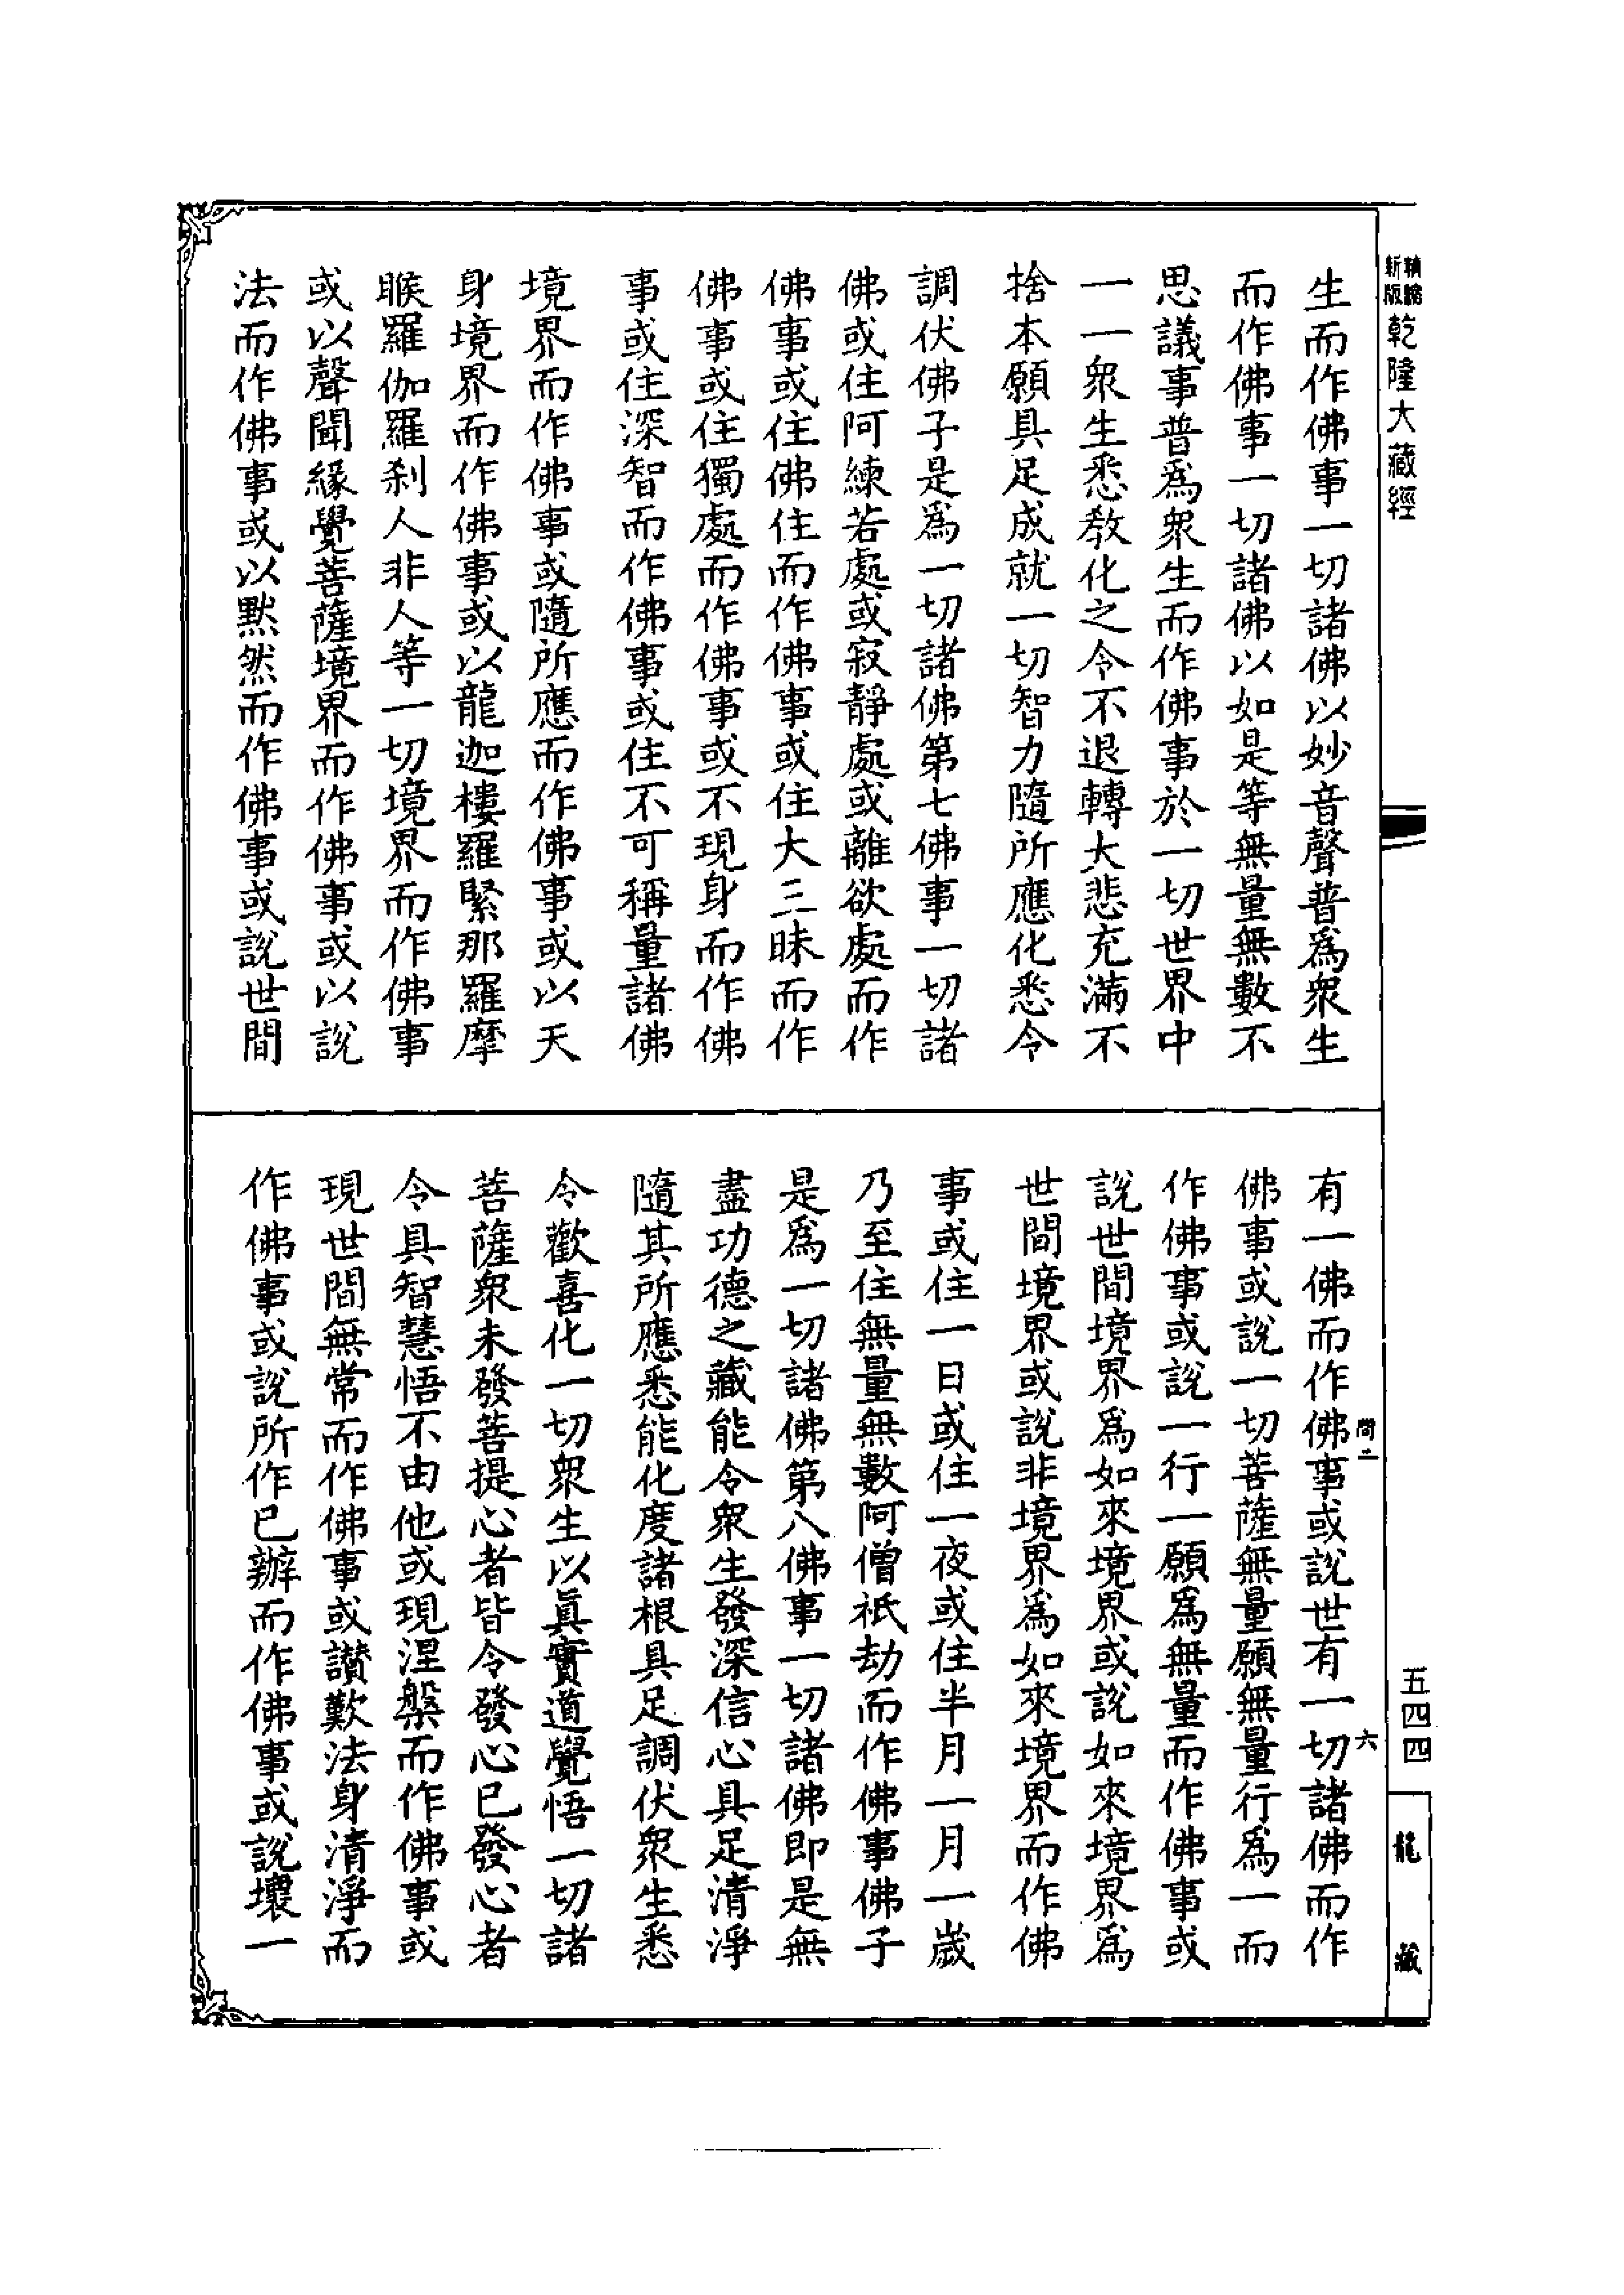 精縮新版乾隆大藏經
生而作佛事一切諸佛以妙音聲普爲衆生
而作佛事一切諸佛以如是等無量無數不
思議事普爲衆生而作佛事於一切世界中
一一衆生悉教化之令不退轉大悲充滿不
捨本願具足成就一切智力隨所應化悉令
調伏佛子是爲一切諸佛第七佛事一切諸
佛或住阿練若處或寂靜處或離欲處而作
佛事或住佛住而作佛事或住大三昧而作
佛事或住獨處而作佛事或不現身而作佛
事或住深智而作佛事或住不可稱量諸佛
境界而作佛事或隨所應而作佛事或以天
身境界而作佛事或以龍迦樓羅緊那羅摩
睺羅伽羅刹人非人等一切境界而作佛事
或以聲聞緣覺菩薩境界而作佛事或以說
法而作佛事或以默然而作佛事或說世間
有一佛而作佛事或說世有一切諸佛而作
佛事或說一切菩薩無量願無量行爲一而
作佛事或說一行一願爲無量而作佛事或
說世間境界爲如來境界或說如來境界爲
世間境界或說非境界爲如來境界而作佛
事或住一日或住一夜或住半月一月一歲
乃至住無量無數阿僧祇劫而作佛事佛子
是爲一切諸佛第八佛事一切諸佛即是無
盡功德之藏能令衆生發深信心具足清淨
隨其所應悉能化度諸根具足調伏衆生悉
令歡喜化一切衆生以眞實道覺悟一切諸
菩薩衆未發菩提心者皆令發心已發心者
令具智慧悟不由他或現涅槃而作佛事或
現世間無常而作佛事或讚歎法身清淨而
作佛事或說所作已辦而作佛事或說壞一
問二
六
五四四
龍藏